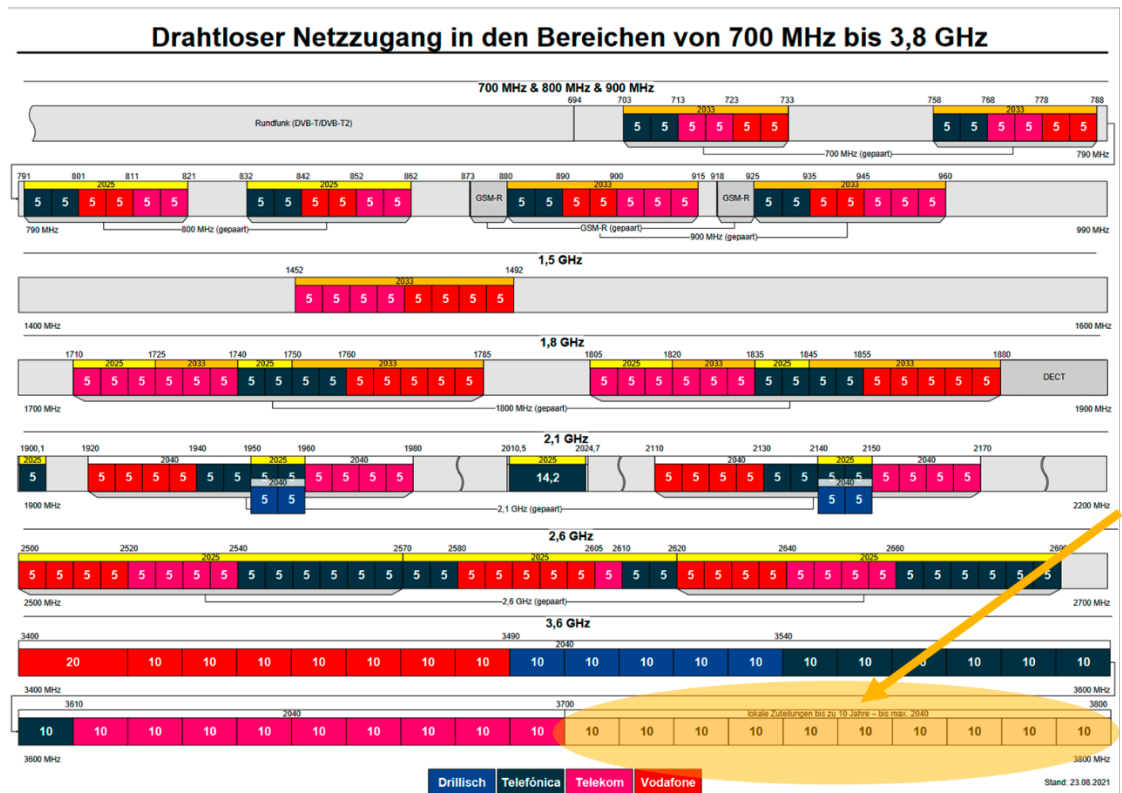 Drahtloser Netzzugang in den Bereichen von 700 MHz bis 3,8 GHz
700 MHz & 800 MHz & 900 MHz
694 703 713 723 733 758 768 778 788
2033 2033
Rundfunk (DVB-T/DVB-T2) 5 5 5 5 5 5 5 5 5 5 5 5
700 MHz (gepaart) 790 MHz
791 801 811 821 832 842 852 862 873 880 890 900 915 918 925 935 945 960
2025 2025 2033 2033
5 5 5 5 5 5 5 5 5 5 5 5 GSM-R 5 5 5 5 5 5 5 GSM-R 5 5 5 5 5 5 5
790 MHz 800 MHz (gepaart) GSM-R (gepaart) 990 MHz
900 MHz (gepaart)
1,5 GHz
1452 1492
2033
5 5 5 5 5 5 5 5
1400 MHz 1600 MHz
1,8 GHz
1710 1725 1740 1750 1760 1785 1805 1820 1835 1845 1855 1880
2025 2033 2025 2033 2025 2033 2025 2033
5 5 5 5 5 5 5 5 5 5 5 5 5 5 5 5 5 5 5 5 5 5 5 5 5 5 5 5 5 5 DECT
1700 MHz 1800 MHz (gepaart) 1900 MHz
2,1 GHz
1900,1 1920 1940 1950 1960 1980 2010,5 2024,7 2110 2130 2140 2150 2170
2025 2040 2025 2040 2025 2040 2025 2040
5 5 5 5 5 5 5 5 5 5 5 5 5 14,2 5 5 5 5 5 5 5 5 5 5 5 5
2040 2040
5 5 5 5
1900 MHz 2,1 GHz (gepaart) 2200 MHz
2,6 GHz
2500 2520 2540 2570 2580 2605 2610 2620 2640 2660
2025 2025 2025
5 5 5 5 5 5 5 5 5 5 5 5 5 5 5 5 5 5 5 5 5 5 5 5 5 5 5 5 5 5 5 5 5 5 5 5 5 5
2500 MHz 2,6 GHz (gepaart) 2700 MHz
3,6 GHz
3400 3490 3540
2040
20 10 10 10 10 10 10 10 10 10 10 10 10 10 10 10 10 10 10
3400 MHz 3600 MHz
3610 3700 3800
2040 lokale Zuteilungen bis zu 10 Jahre – bis max. 2040
10 10 10 10 10 10 10 10 10 10 10 10 10 10 10 10 10 10 10 10
3600 MHz 3800 MHz
Drillisch Telefónica Telekom Vodafone
Stand: 23.08.2021